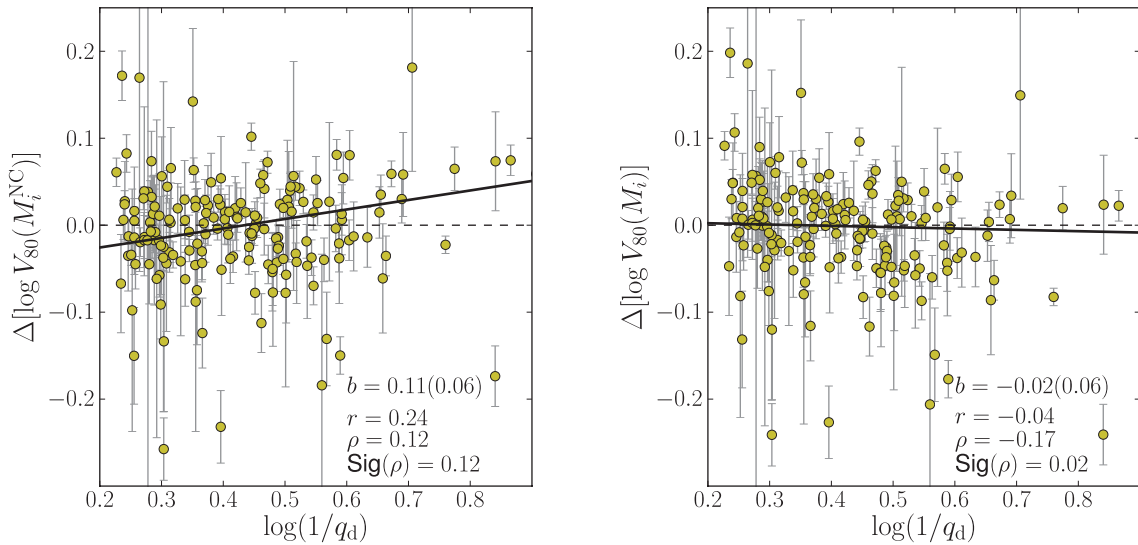 0.2
0.1
0.0
−0.1
−0.2
Δ[log V₈₀(Mᵢᴺᶜ)]
b = 0.11(0.06)
r = 0.24
ρ = 0.12
Sig(ρ) = 0.12
0.2 0.3 0.4 0.5 0.6 0.7 0.8 0.9
log(1/q_d)
0.2
0.1
0.0
−0.1
−0.2
Δ[log V₈₀(Mᵢ)]
b = −0.02(0.06)
r = −0.04
ρ = −0.17
Sig(ρ) = 0.02
0.2 0.3 0.4 0.5 0.6 0.7 0.8
log(1/q_d)